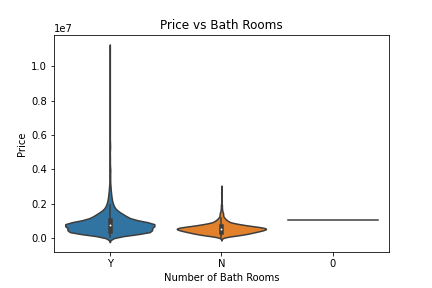 Price vs Bath Rooms
1e7
1.0
0.8
0.6
0.4
0.2
0.0
Price
Y
N
0
Number of Bath Rooms